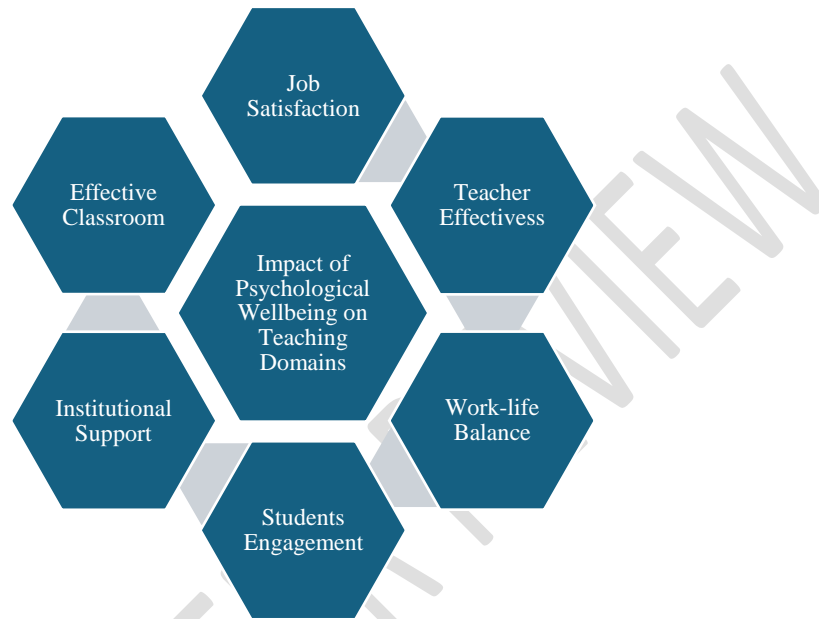 Job
Satisfaction
Effective
Classroom
Teacher
Effectivess
Impact of
Psychological
Wellbeing on
Teaching
Domains
Institutional
Support
Work-life
Balance
Students
Engagement
VIEW